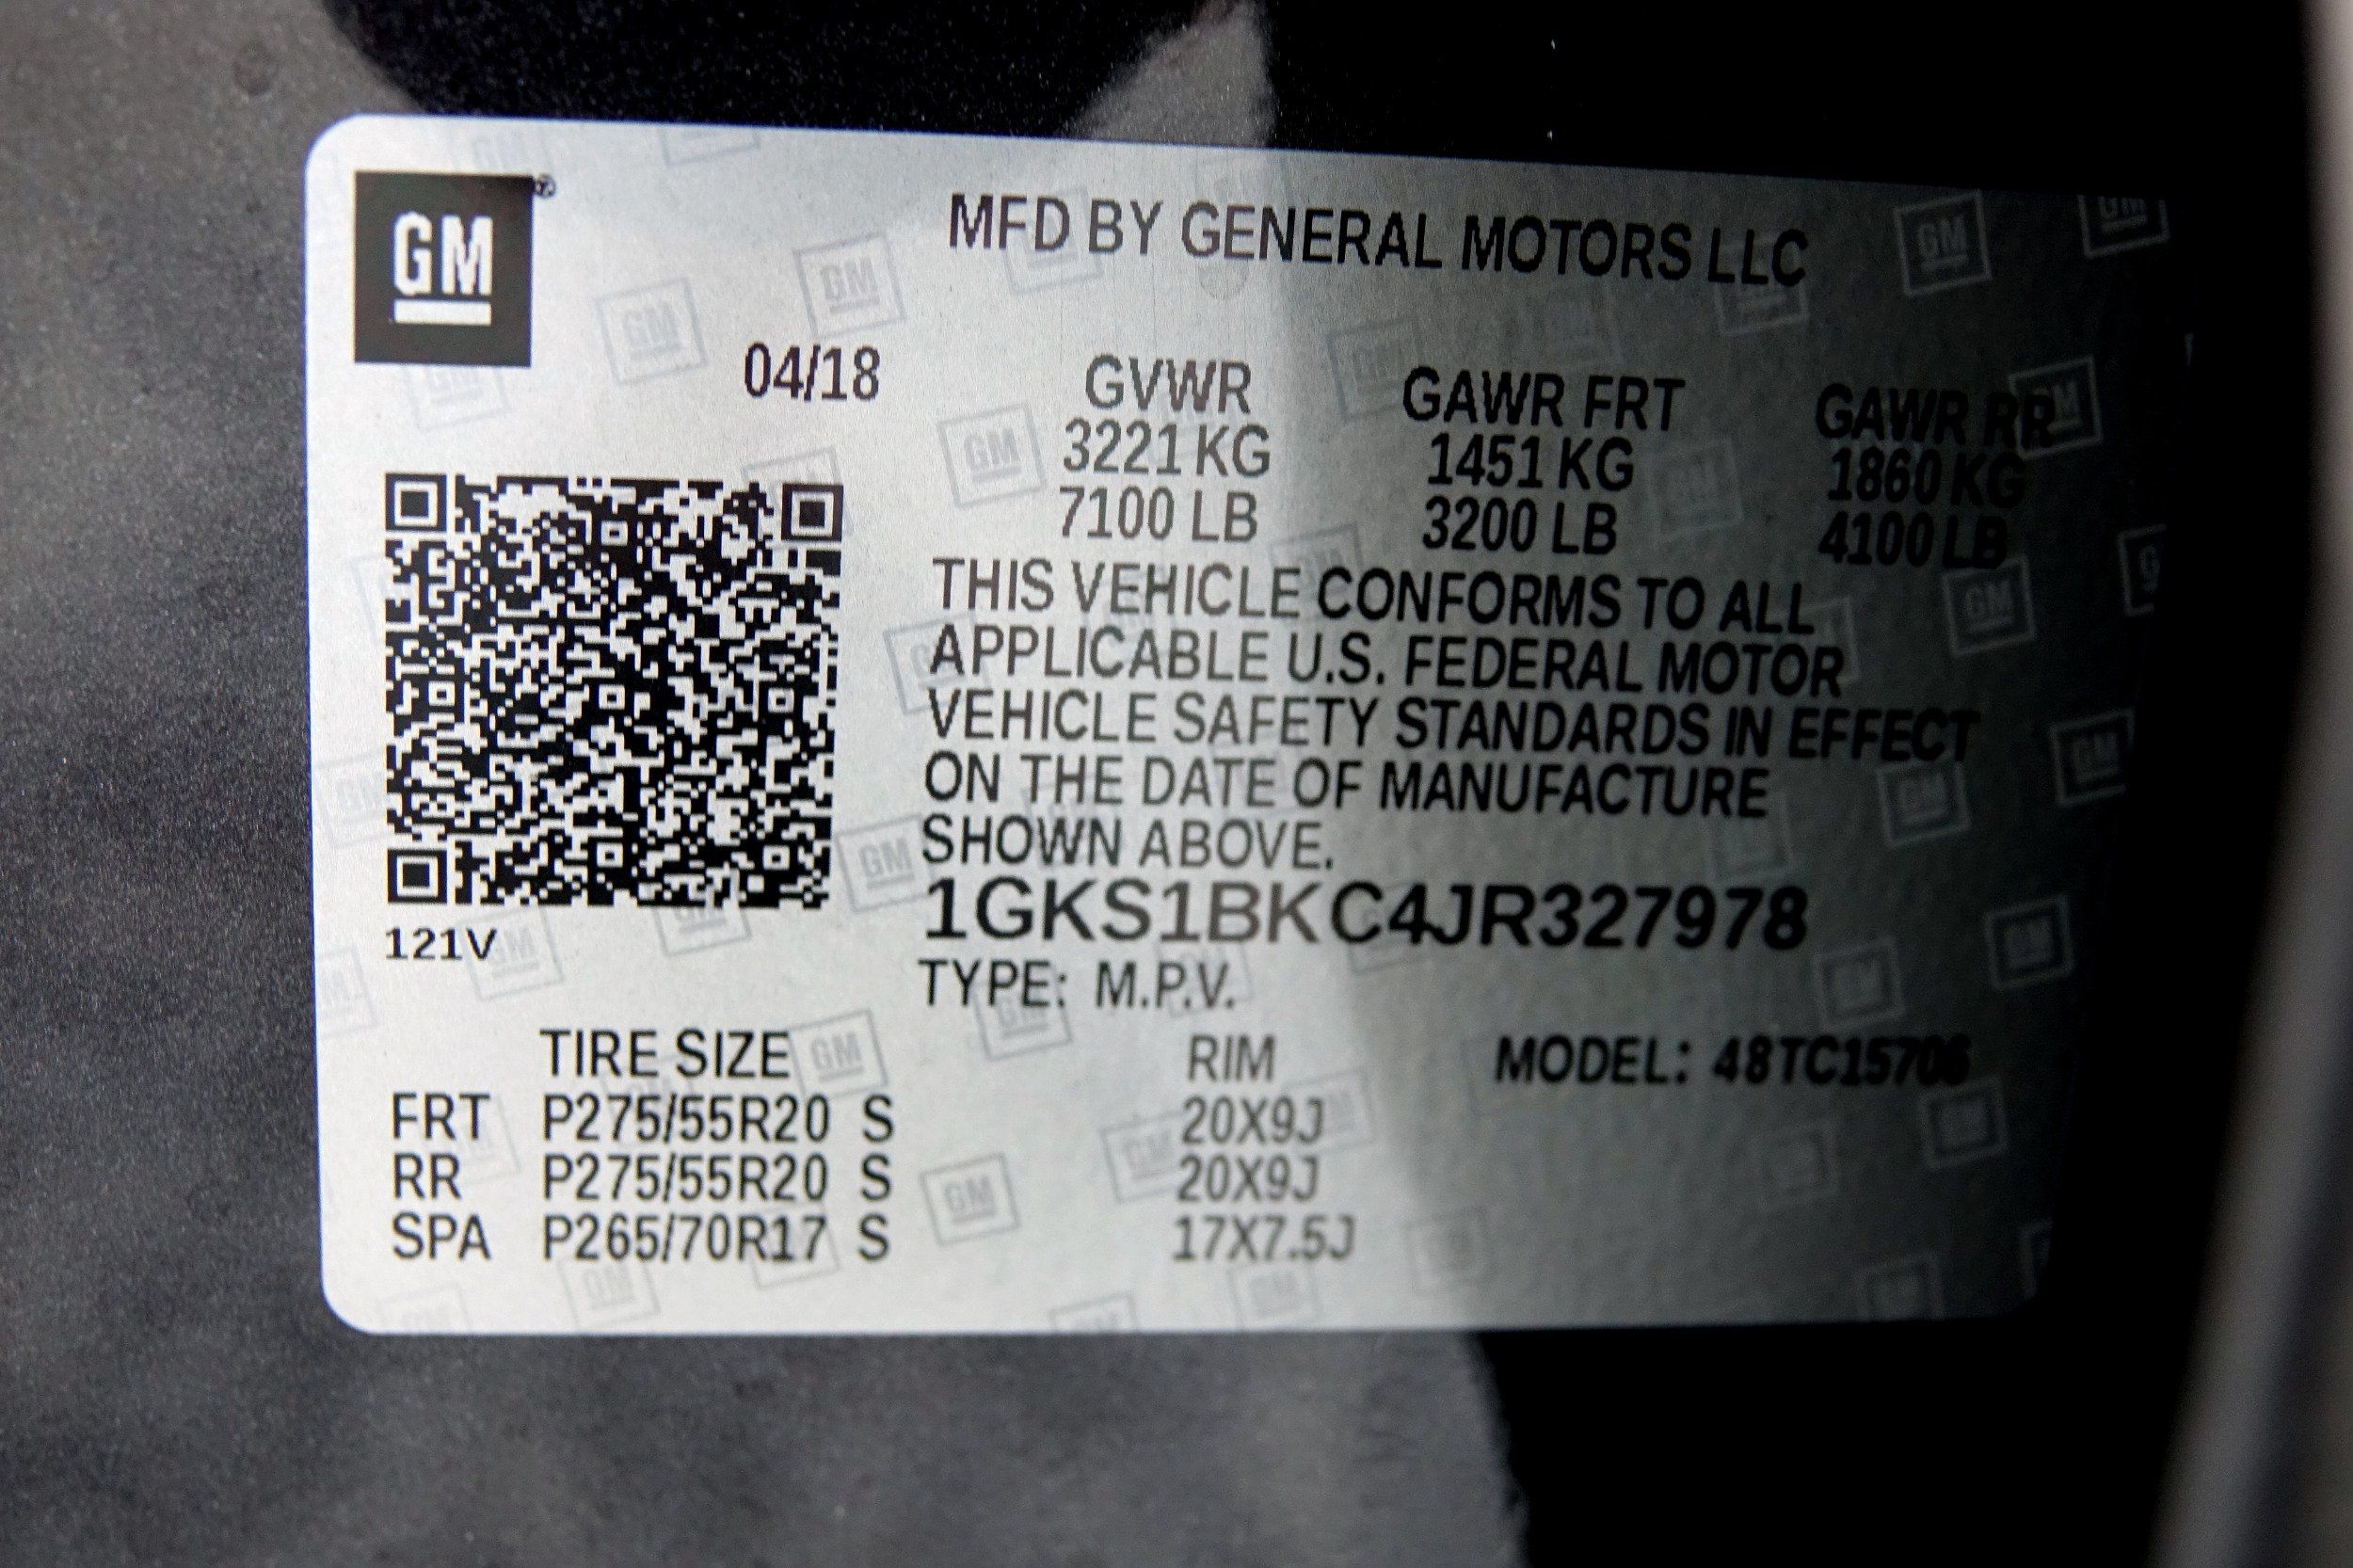 GM®
MFD BY GENERAL MOTORS LLC
04/18
GVWR GAWR FRT GAWR RR
3221 KG 1451 KG 1860 KG
7100 LB 3200 LB 4100 LB
THIS VEHICLE CONFORMS TO ALL
APPLICABLE U.S. FEDERAL MOTOR
VEHICLE SAFETY STANDARDS IN EFFECT
ON THE DATE OF MANUFACTURE
SHOWN ABOVE.
1GKS1BKC4JR327978
121V
TYPE: M.P.V.
TIRE SIZE RIM MODEL: 48TC15706
FRT P275/55R20 S 20X9J
RR P275/55R20 S 20X9J
SPA P265/70R17 S 17X7.5J